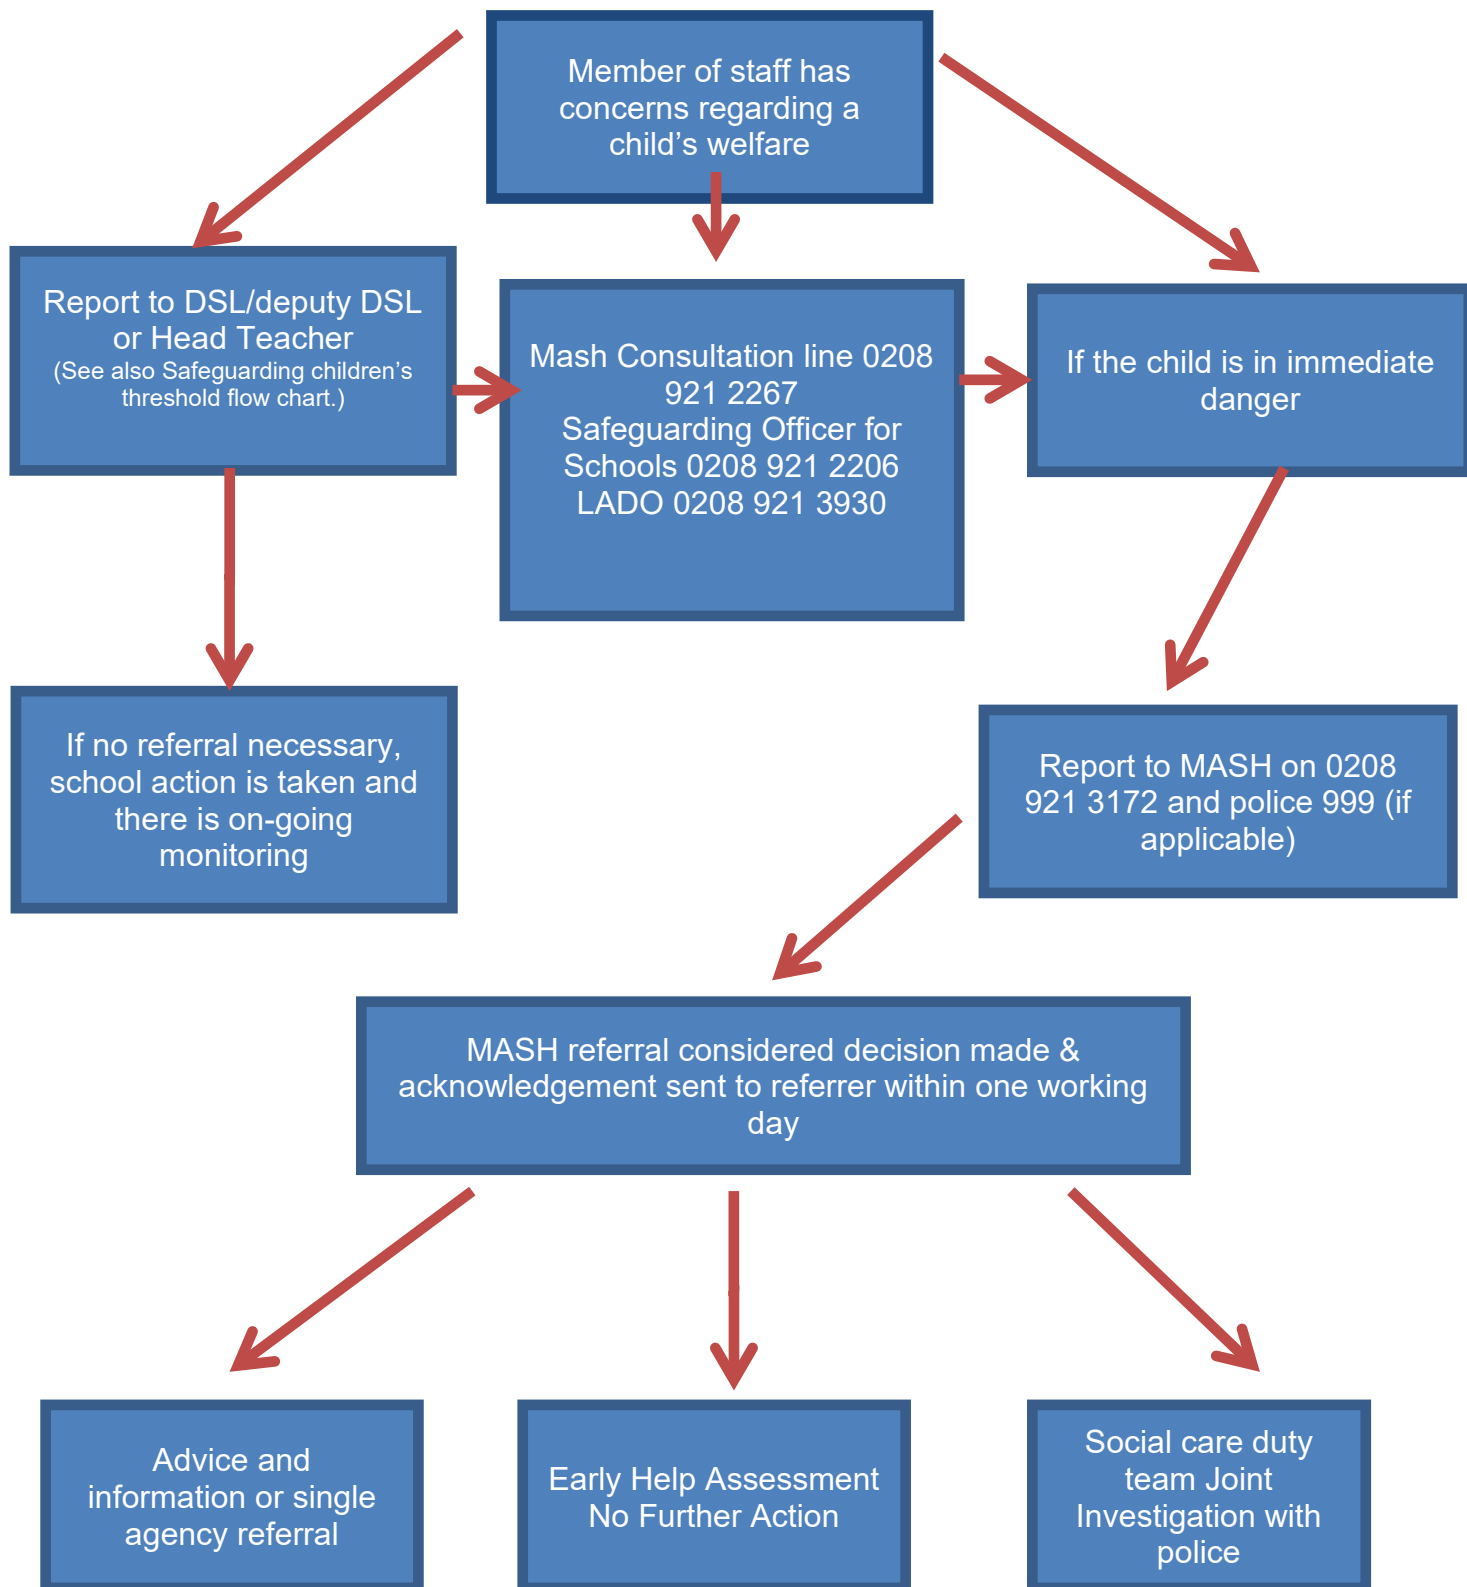 Member of staff has
concerns regarding a
child’s welfare
Report to DSL/deputy DSL
or Head Teacher
(See also Safeguarding children’s
threshold flow chart.)
Mash Consultation line 0208
921 2267
Safeguarding Officer for
Schools 0208 921 2206
LADO 0208 921 3930
If the child is in immediate
danger
If no referral necessary,
school action is taken and
there is on-going
monitoring
Report to MASH on 0208
921 3172 and police 999 (if
applicable)
MASH referral considered decision made &
acknowledgement sent to referrer within one working
day
Advice and
information or single
agency referral
Early Help Assessment
No Further Action
Social care duty
team Joint
Investigation with
police